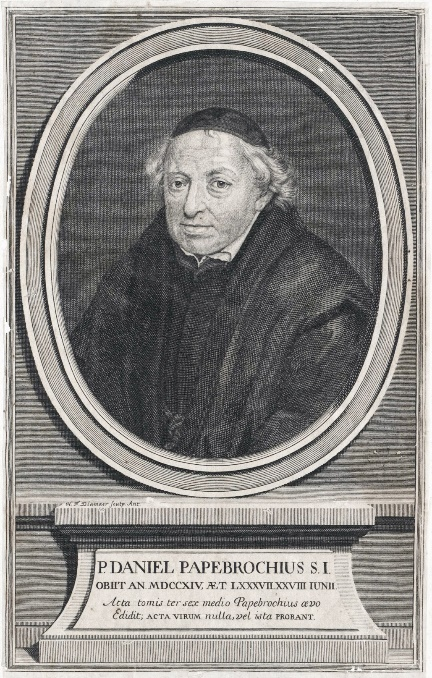 P. DANIEL PAPEBROCHIUS S.I.
OBIIT AN MDCCXIV. ÆT LXXXVII. XXVIII IUNII
Acta tomis ter sex medio Papebrochius ævo
Edidit; ACTA VIRUM nulla, vel ista PROBANT.